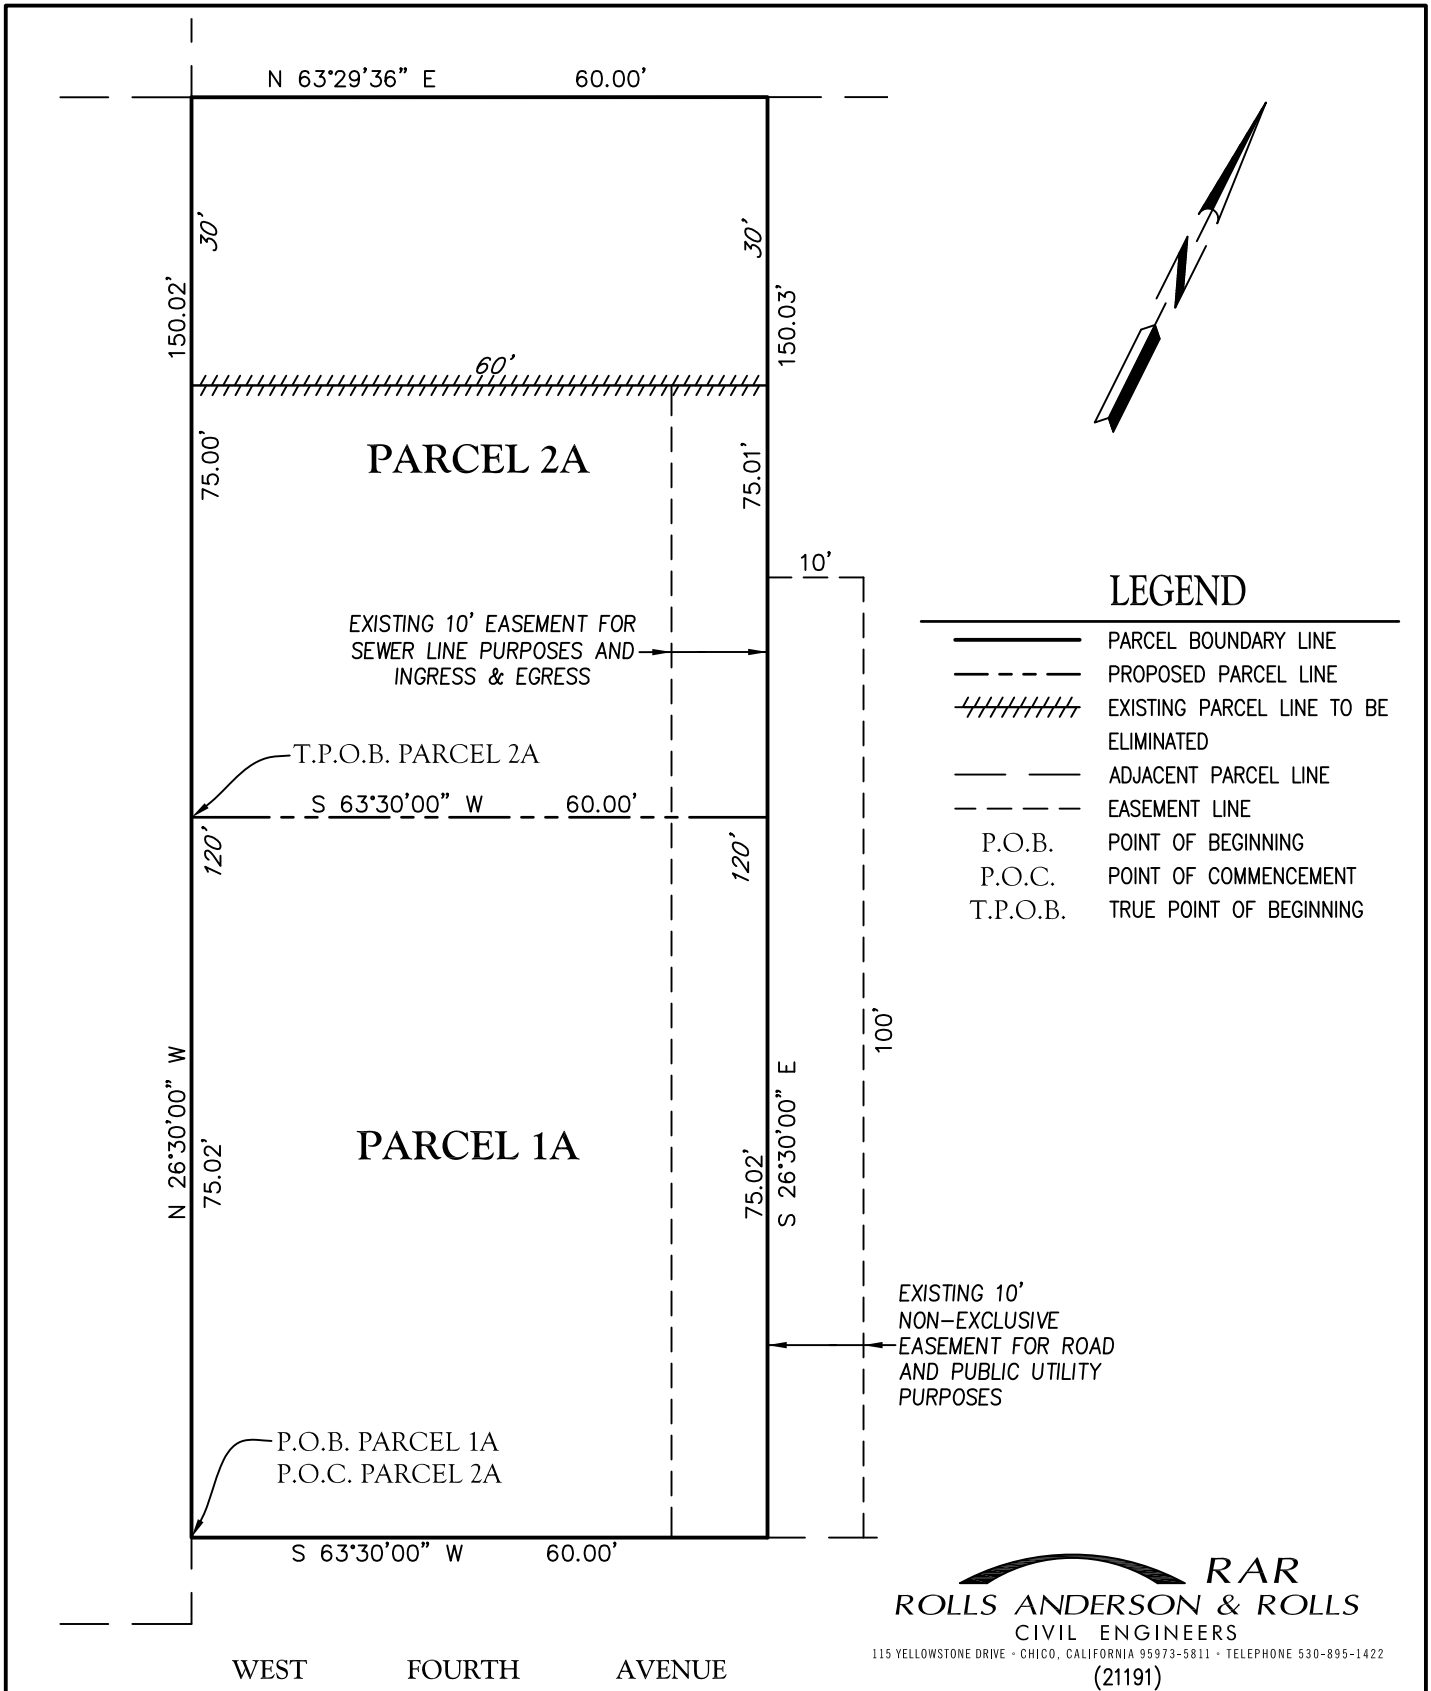 N 63°29'36" E 60.00'
30'
30'
150.02'
150.03'
60'
75.00'
PARCEL 2A
75.01'
10'
EXISTING 10' EASEMENT FOR
SEWER LINE PURPOSES AND
INGRESS & EGRESS
T.P.O.B. PARCEL 2A
S 63°30'00" W 60.00'
120'
120'
100'
N 26°30'00" W
75.02'
PARCEL 1A
75.02'
S 26°30'00" E
EXISTING 10'
NON-EXCLUSIVE
EASEMENT FOR ROAD
AND PUBLIC UTILITY
PURPOSES
P.O.B. PARCEL 1A
P.O.C. PARCEL 2A
S 63°30'00" W 60.00'
WEST FOURTH AVENUE
N
LEGEND
PARCEL BOUNDARY LINE
PROPOSED PARCEL LINE
EXISTING PARCEL LINE TO BE
ELIMINATED
ADJACENT PARCEL LINE
EASEMENT LINE
P.O.B. POINT OF BEGINNING
P.O.C. POINT OF COMMENCEMENT
T.P.O.B. TRUE POINT OF BEGINNING
RAR
ROLLS ANDERSON & ROLLS
CIVIL ENGINEERS
115 YELLOWSTONE DRIVE • CHICO, CALIFORNIA 95973-5811 • TELEPHONE 530-895-1422
(21191)